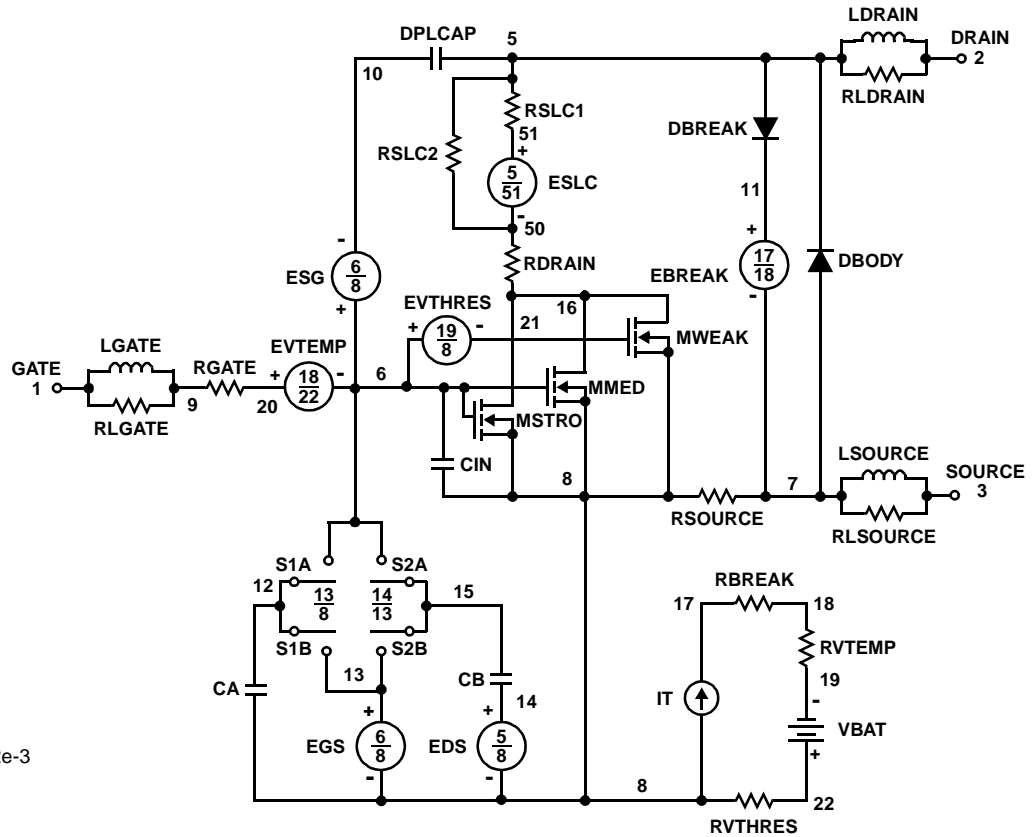 LDRAIN
DPLCAP 5 DRAIN
10 2
RSLC1 RLDRAIN
51 DBREAK
RSLC2 +
5
51
ESLC
11
-
50
- +
RDRAIN
ESG 6
8
EBREAK 17
18
DBODY
+ -
EVTHRES 16
+ 19
8
- 21
MWEAK
LGATE EVTEMP
GATE RGATE
1 + 18
22
- 6
MMED
9 20
RLGATE
MSTRO
CIN
LSOURCE
8 7 SOURCE
3
RSOURCE
RLSOURCE
S1A S2A
12 13
8
14
13
15
S1B S2B
13
CA CB
14
+ +
EGS 6
8
EDS 5
8
- -
RBREAK
17 18
RVTEMP
19
IT -
VBAT
+
8 22
RVTHRES
e-3